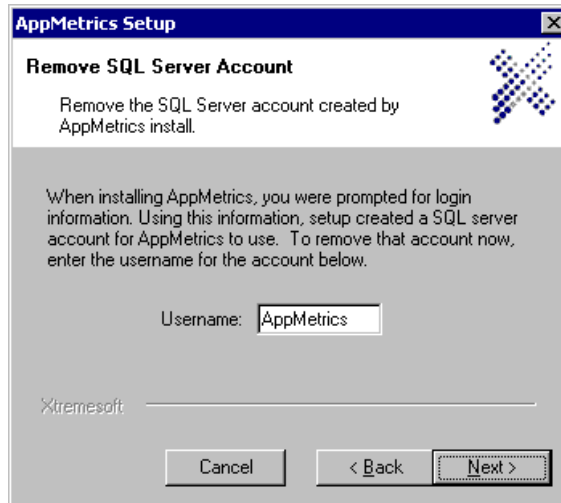 AppMetrics Setup
Remove SQL Server Account
Remove the SQL Server account created by
AppMetrics install.
When installing AppMetrics, you were prompted for login
information. Using this information, setup created a SQL server
account for AppMetrics to use.  To remove that account now,
enter the username for the account below.
Username: AppMetrics
Xtremesoft
Cancel < Back Next >